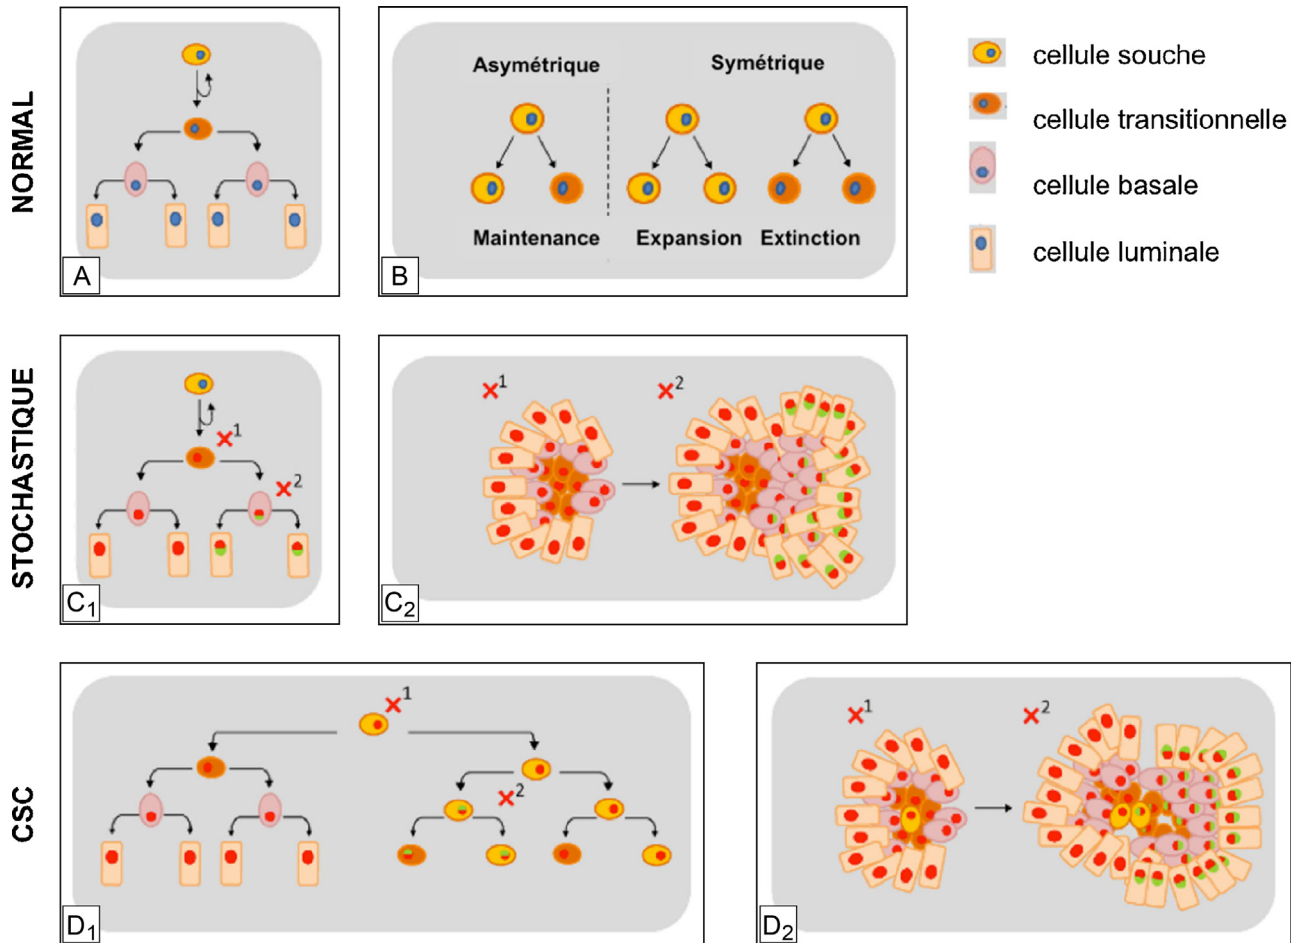 NORMAL
A
Asymétrique
Symétrique
Maintenance
Expansion
Extinction
B
cellule souche
cellule transitionnelle
cellule basale
cellule luminale
STOCHASTIQUE
×1
×2
C1
×1
×2
C2
CSC
×1
×2
D1
×1
×2
D2